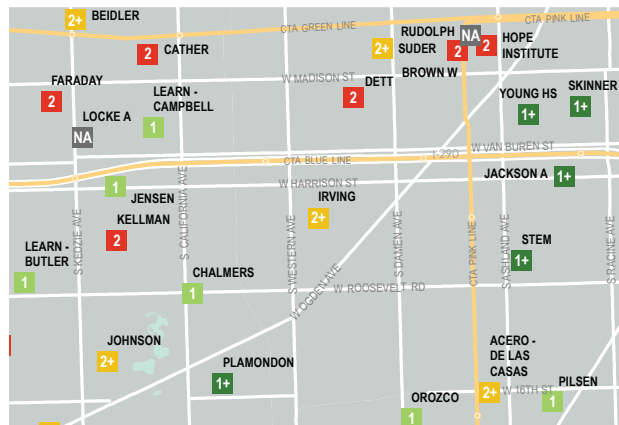 BEIDLER
2+
CTA GREEN LINE
CTA PINK LINE
CATHER
2
2+
SUDER
RUDOLPH
NA
2
2
HOPE
INSTITUTE
BROWN W
W MADISON ST
FARADAY
2
LEARN -
CAMPBELL
1
DETT
2
YOUNG HS
1+
SKINNER
1+
LOCKE A
NA
I-290
W VAN BUREN ST
CTA BLUE LINE
W HARRISON ST
JENSEN
1
JACKSON A
1+
KELLMAN
2
IRVING
2+
S KEDZIE AVE
S CALIFORNIA AVE
S WESTERN AVE
S DAMEN AVE
CTA PINK LINE
S ASHLAND AVE
S RACINE AVE
LEARN -
BUTLER
1
STEM
1+
CHALMERS
1
W OGDEN AVE
W ROOSEVELT RD
JOHNSON
2+
PLAMONDON
1+
ACERO -
DE LAS
CASAS
2+
W 16TH ST
PILSEN
1
OROZCO
1